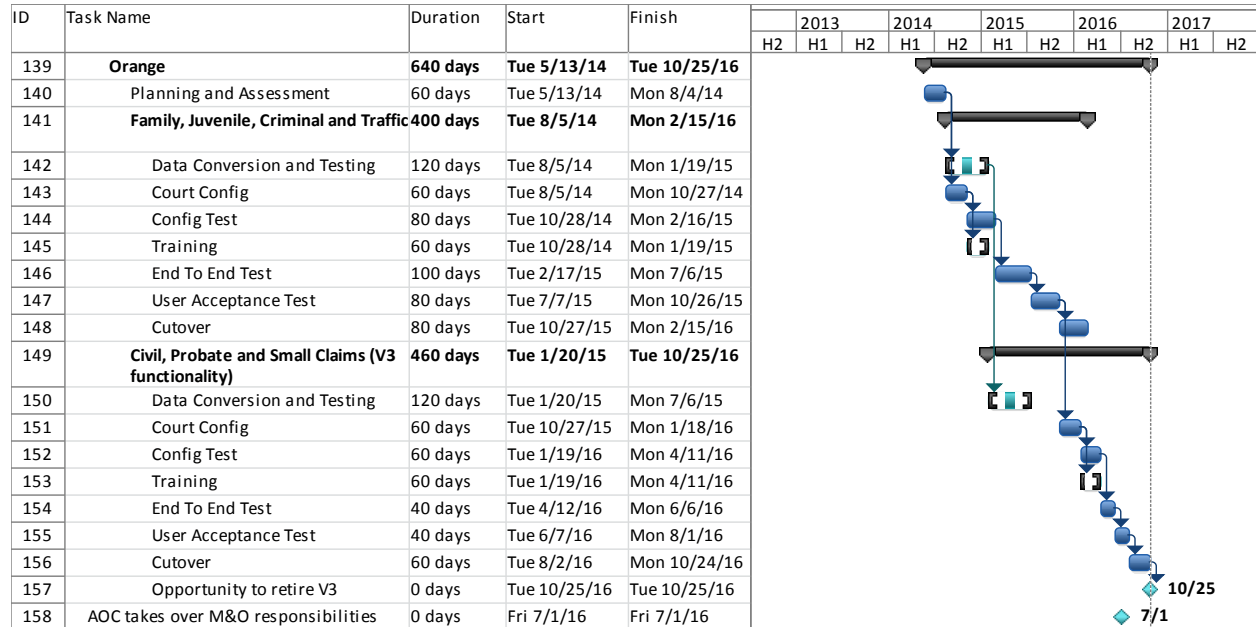 ID Task Name Duration Start Finish
2013 2014 2015 2016 2017
H2 H1 H2 H1 H2 H1 H2 H1 H2 H1 H2
139 Orange 640 days Tue 5/13/14 Tue 10/25/16
140 Planning and Assessment 60 days Tue 5/13/14 Mon 8/4/14
141 Family, Juvenile, Criminal and Traffic 400 days Tue 8/5/14 Mon 2/15/16
142 Data Conversion and Testing 120 days Tue 8/5/14 Mon 1/19/15
143 Court Config 60 days Tue 8/5/14 Mon 10/27/14
144 Config Test 80 days Tue 10/28/14 Mon 2/16/15
145 Training 60 days Tue 10/28/14 Mon 1/19/15
146 End To End Test 100 days Tue 2/17/15 Mon 7/6/15
147 User Acceptance Test 80 days Tue 7/7/15 Mon 10/26/15
148 Cutover 80 days Tue 10/27/15 Mon 2/15/16
149 Civil, Probate and Small Claims (V3 460 days Tue 1/20/15 Tue 10/25/16
functionality)
150 Data Conversion and Testing 120 days Tue 1/20/15 Mon 7/6/15
151 Court Config 60 days Tue 10/27/15 Mon 1/18/16
152 Config Test 60 days Tue 1/19/16 Mon 4/11/16
153 Training 60 days Tue 1/19/16 Mon 4/11/16
154 End To End Test 40 days Tue 4/12/16 Mon 6/6/16
155 User Acceptance Test 40 days Tue 6/7/16 Mon 8/1/16
156 Cutover 60 days Tue 8/2/16 Mon 10/24/16
157 Opportunity to retire V3 0 days Tue 10/25/16 Tue 10/25/16 10/25
158 AOC takes over M&O responsibilities 0 days Fri 7/1/16 Fri 7/1/16 7/1